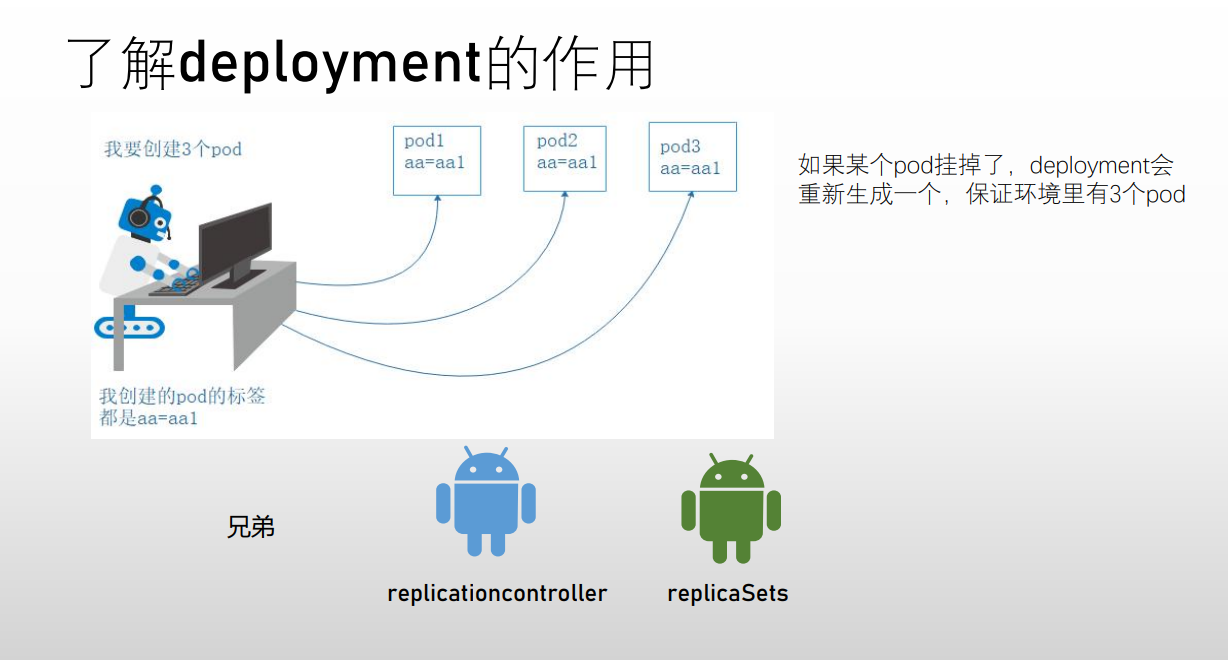 了解deployment的作用
我要创建3个pod
pod1
aa=aa1
pod2
aa=aa1
pod3
aa=aa1
如果某个pod挂掉了，deployment会
重新生成一个，保证环境里有3个pod
我创建的pod的标签
都是aa=aa1
兄弟
replicationcontroller
replicaSets